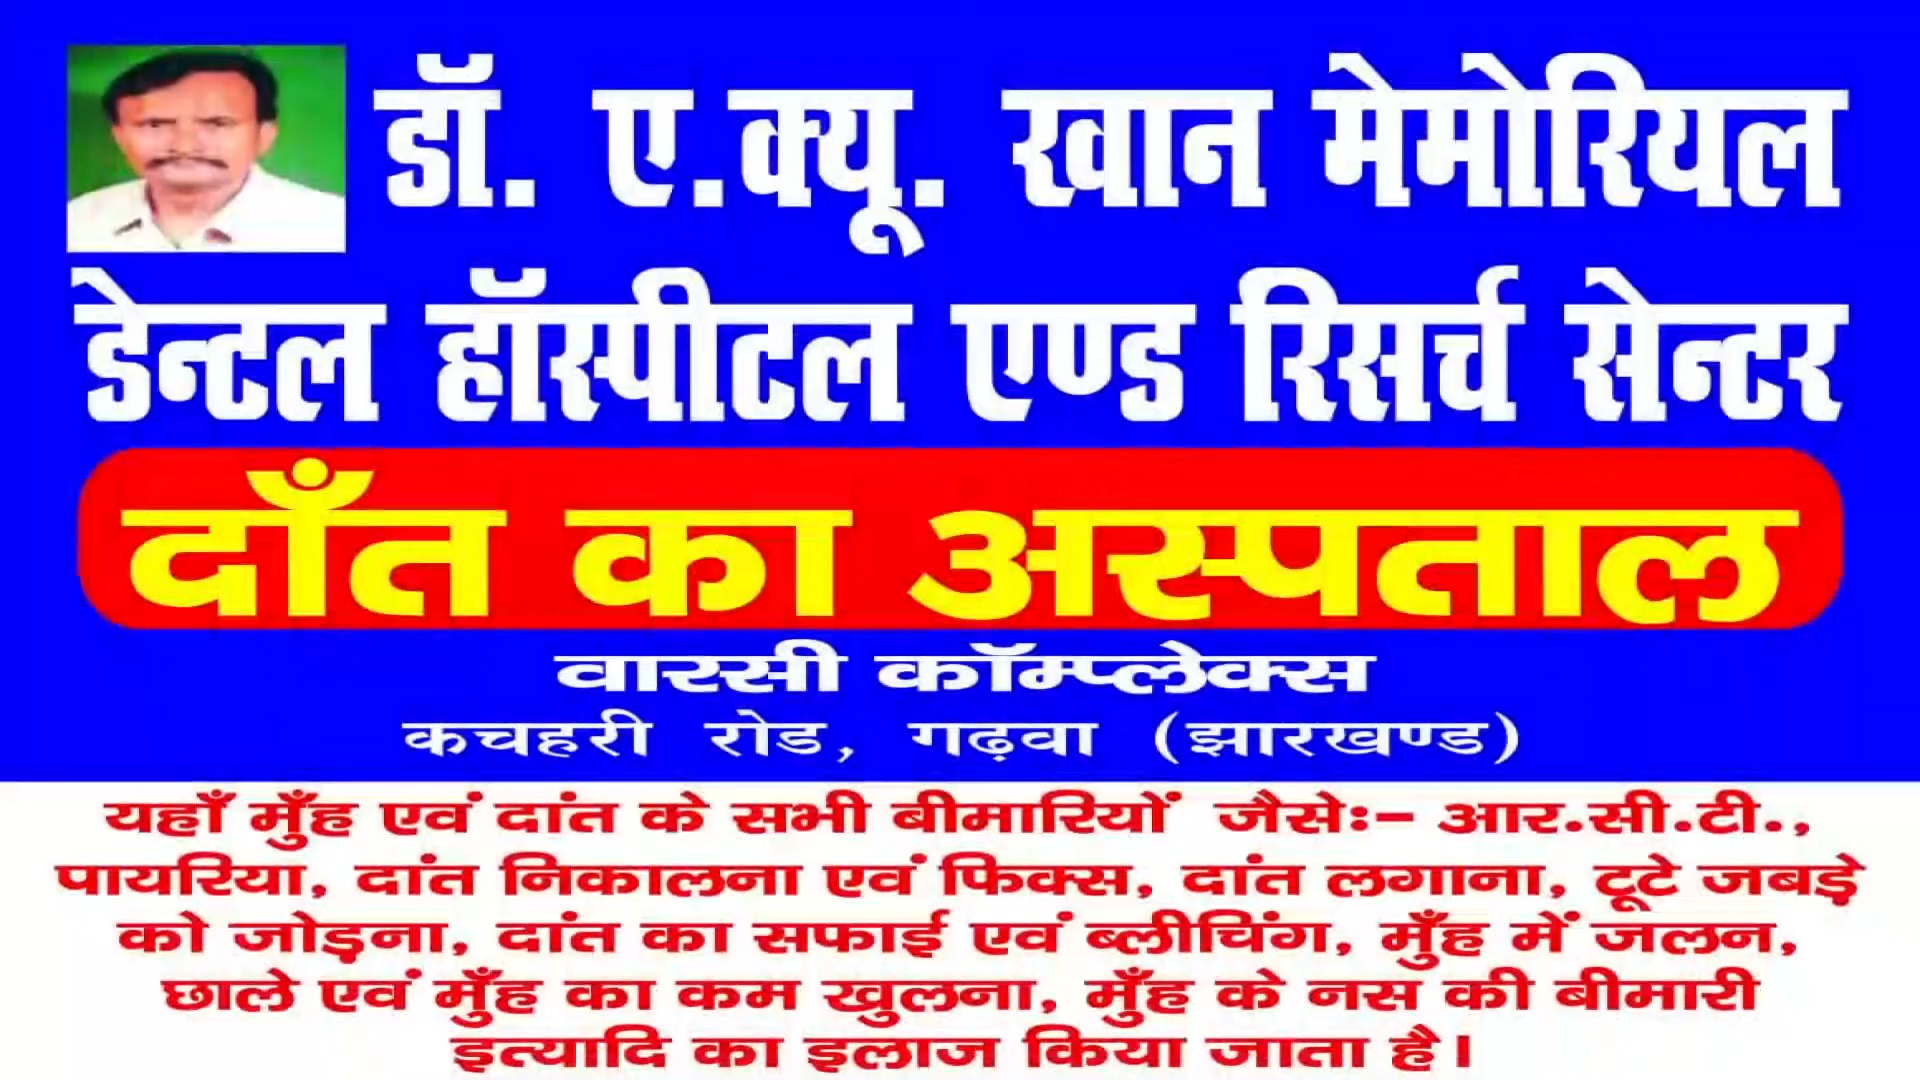 डॉ. ए.क्यू. खान मेमोरियल
डेन्टल हॉस्पीटल एण्ड रिसर्च सेन्टर
दाँत का अस्पताल
वारसी कॉम्प्लेक्स
कचहरी रोड, गढ़वा (झारखण्ड)
यहाँ मुँह एवं दांत के सभी बीमारियों जैसेः- आर.सी.टी.,
पायरिया, दांत निकालना एवं फिक्स, दांत लगाना, टूटे जबड़े
को जोड़ना, दांत का सफाई एवं ब्लीचिंग, मुँह में जलन,
छाले एवं मुँह का कम खुलना, मुँह के नस की बीमारी
इत्यादि का इलाज किया जाता है।